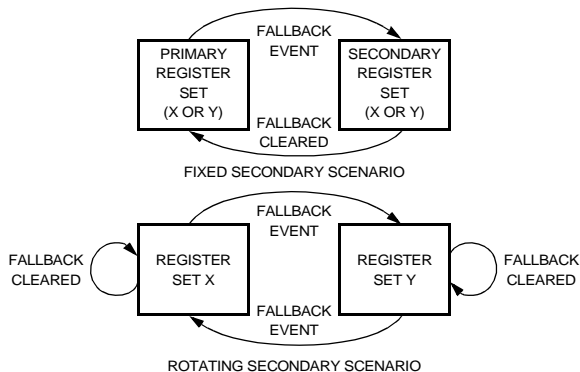 FALLBACK
EVENT
PRIMARY
REGISTER
SET
(X OR Y)
SECONDARY
REGISTER
SET
(X OR Y)
FALLBACK
CLEARED
FIXED SECONDARY SCENARIO
FALLBACK
EVENT
FALLBACK
CLEARED
REGISTER
SET X
REGISTER
SET Y
FALLBACK
CLEARED
FALLBACK
EVENT
ROTATING SECONDARY SCENARIO